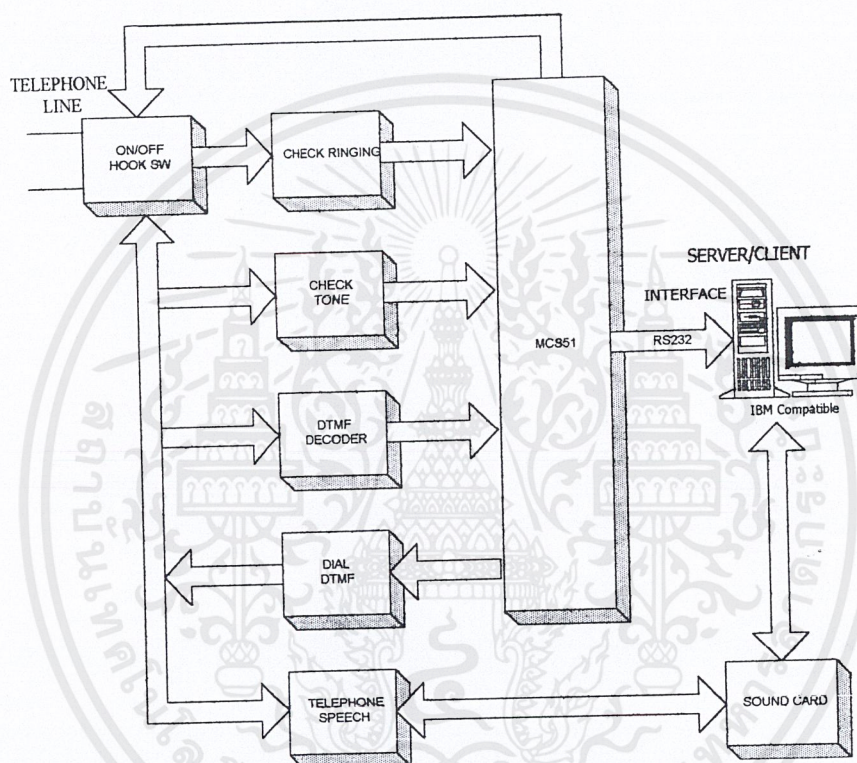 TELEPHONE
LINE
ON/OFF
HOOK SW
CHECK RINGING
CHECK
TONE
DTMF
DECODER
DIAL
DTMF
TELEPHONE
SPEECH
MCS51
SERVER/CLIENT
INTERFACE
RS232
IBM Compatible
SOUND CARD